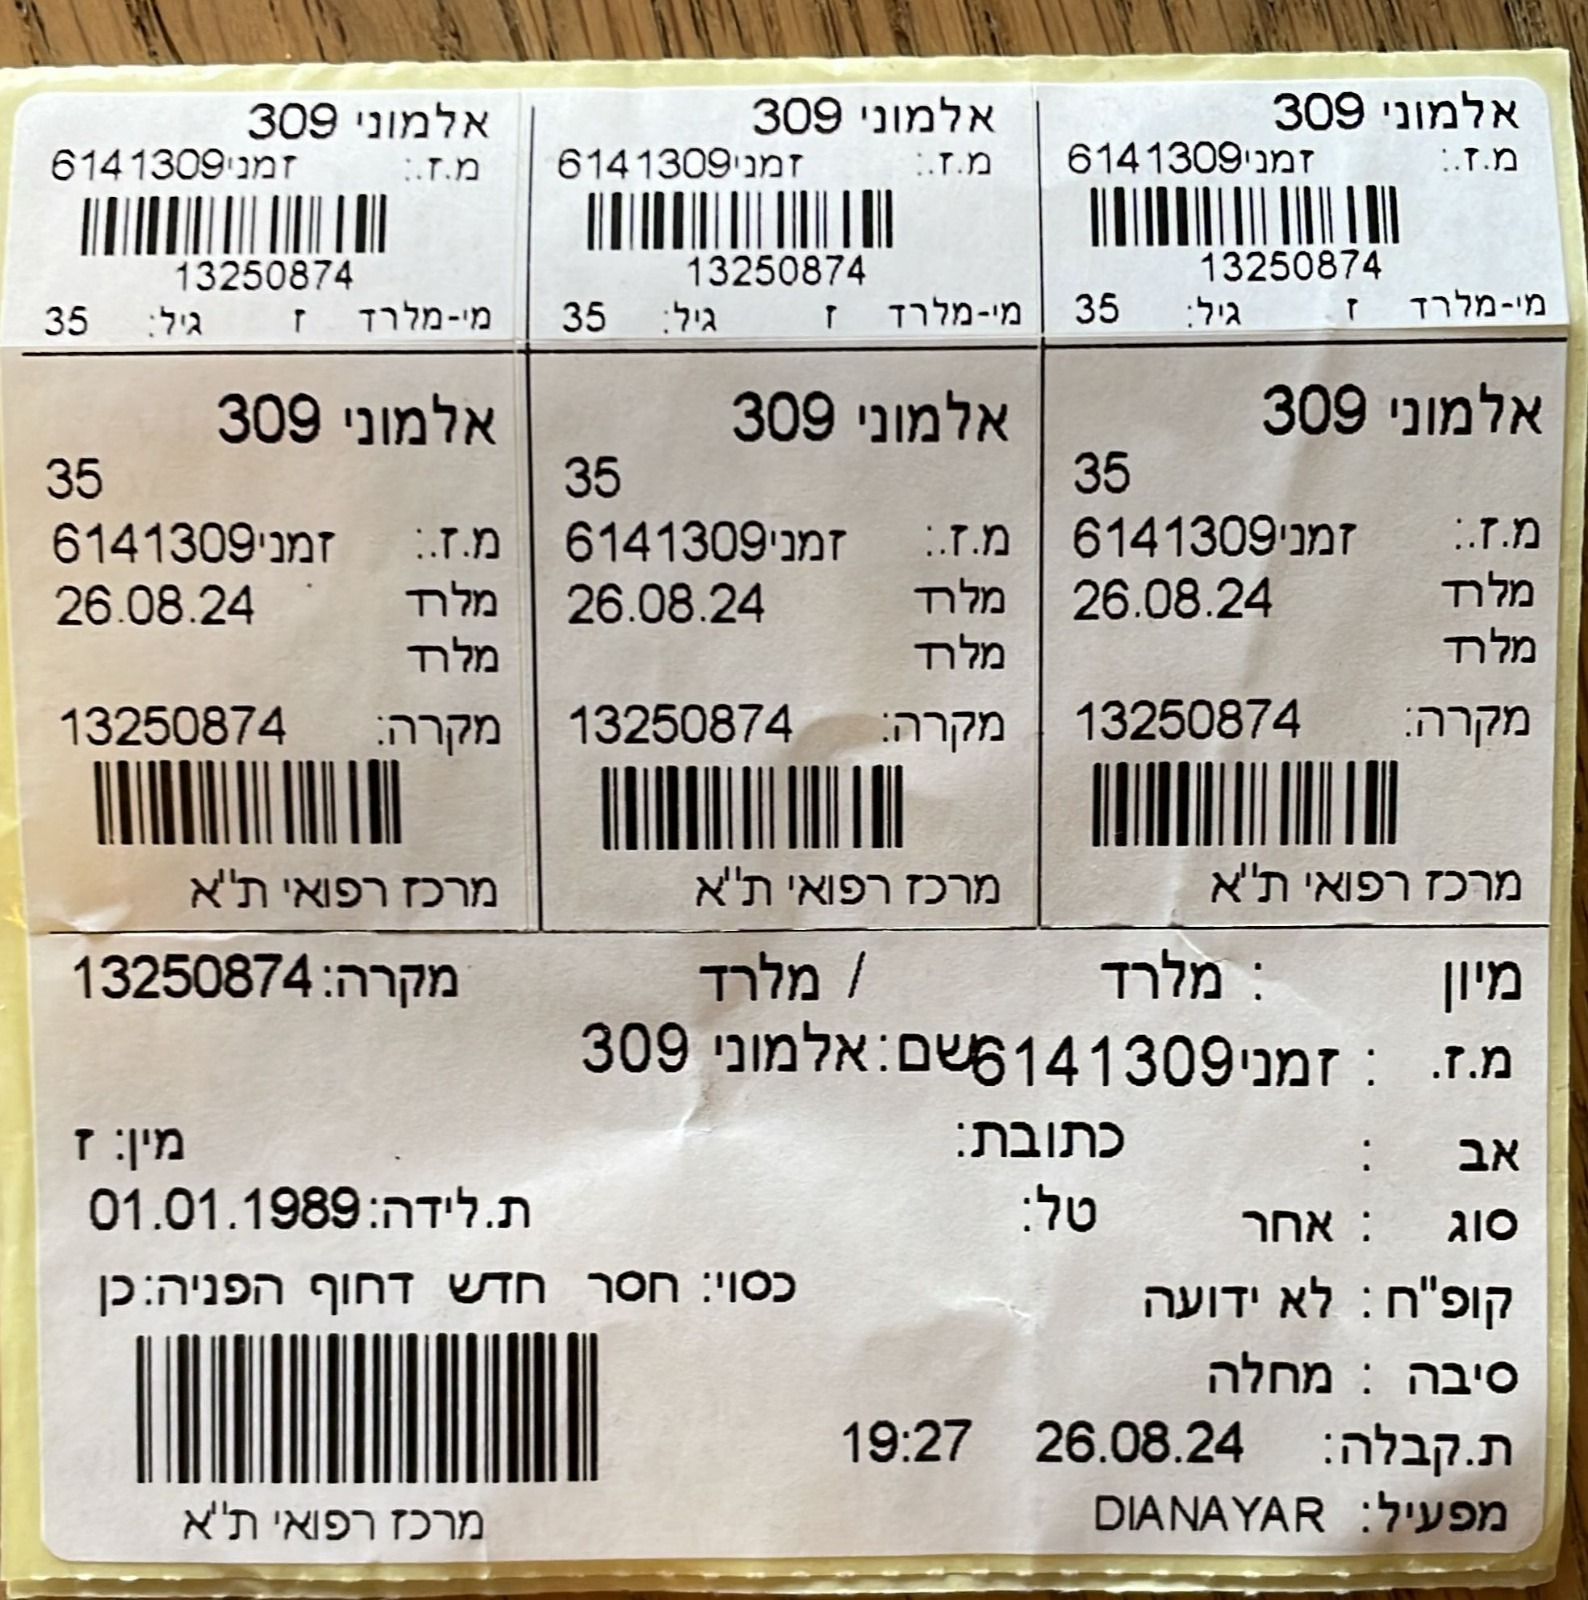 אלמוני 309
מ.ז.: זמני6141309
13250874
מי-מלרד ז גיל: 35
אלמוני 309
מ.ז.: זמני6141309
13250874
מי-מלרד ז גיל: 35
אלמוני 309
מ.ז.: זמני6141309
13250874
מי-מלרד ז גיל: 35
אלמוני 309
35
מ.ז.: זמני6141309
מלרד 26.08.24
מלרד
מקרה: 13250874
מרכז רפואי ת''א
אלמוני 309
35
מ.ז.: זמני6141309
מלרד 26.08.24
מלרד
מקרה: 13250874
מרכז רפואי ת''א
אלמוני 309
35
מ.ז.: זמני6141309
מלרד 26.08.24
מלרד
מקרה: 13250874
מרכז רפואי ת''א
מיון : מלרד / מלרד מקרה:13250874
מ.ז. : זמני6141309 שם:אלמוני 309
אב : כתובת: מין: ז
סוג : אחר טל: ת.לידה:01.01.1989
קופ"ח : לא ידועה כסוי: חסר חדש דחוף הפניה:כן
סיבה : מחלה
ת.קבלה: 26.08.24 19:27
מפעיל: DIANAYAR
מרכז רפואי ת''א